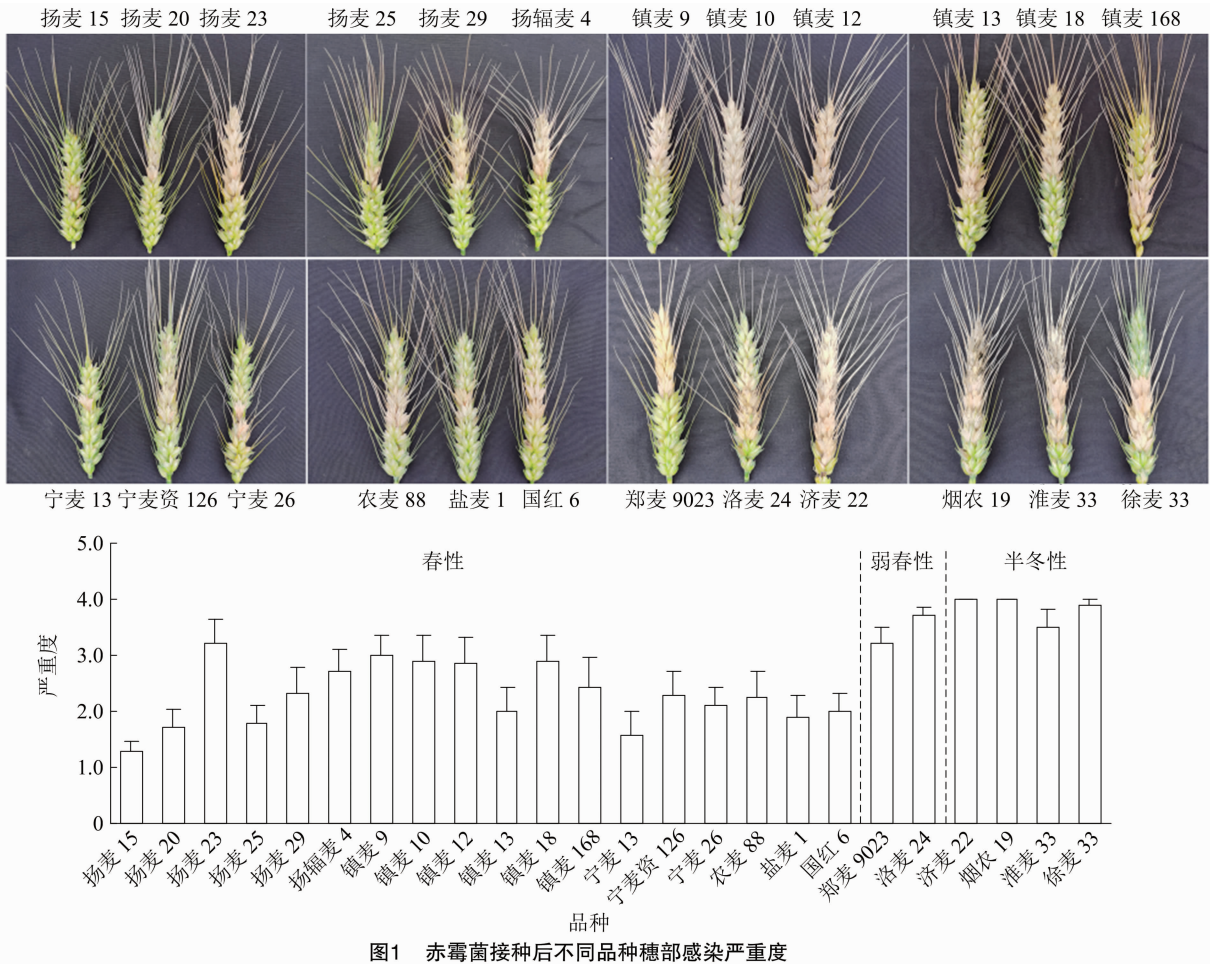 扬麦 15 扬麦 20 扬麦 23 扬麦 25 扬麦 29 扬辐麦 4 镇麦 9 镇麦 10 镇麦 12 镇麦 13 镇麦 18 镇麦 168
宁麦 13 宁麦资 126 宁麦 26 农麦 88 盐麦 1 国红 6 郑麦 9023 洛麦 24 济麦 22 烟农 19 淮麦 33 徐麦 33
5.0
春性 弱春性 半冬性
4.0
3.0
2.0
1.0
0
严重度
扬麦 15
扬麦 20
扬麦 23
扬麦 25
扬麦 29
扬辐麦 4
镇麦 9
镇麦 10
镇麦 12
镇麦 13
镇麦 18
镇麦 168
宁麦 13
宁麦资 126
宁麦 26
农麦 88
盐麦 1
国红 6
郑麦 9023
洛麦 24
济麦 22
烟农 19
淮麦 33
徐麦 33
品种
图1 赤霉菌接种后不同品种穗部感染严重度